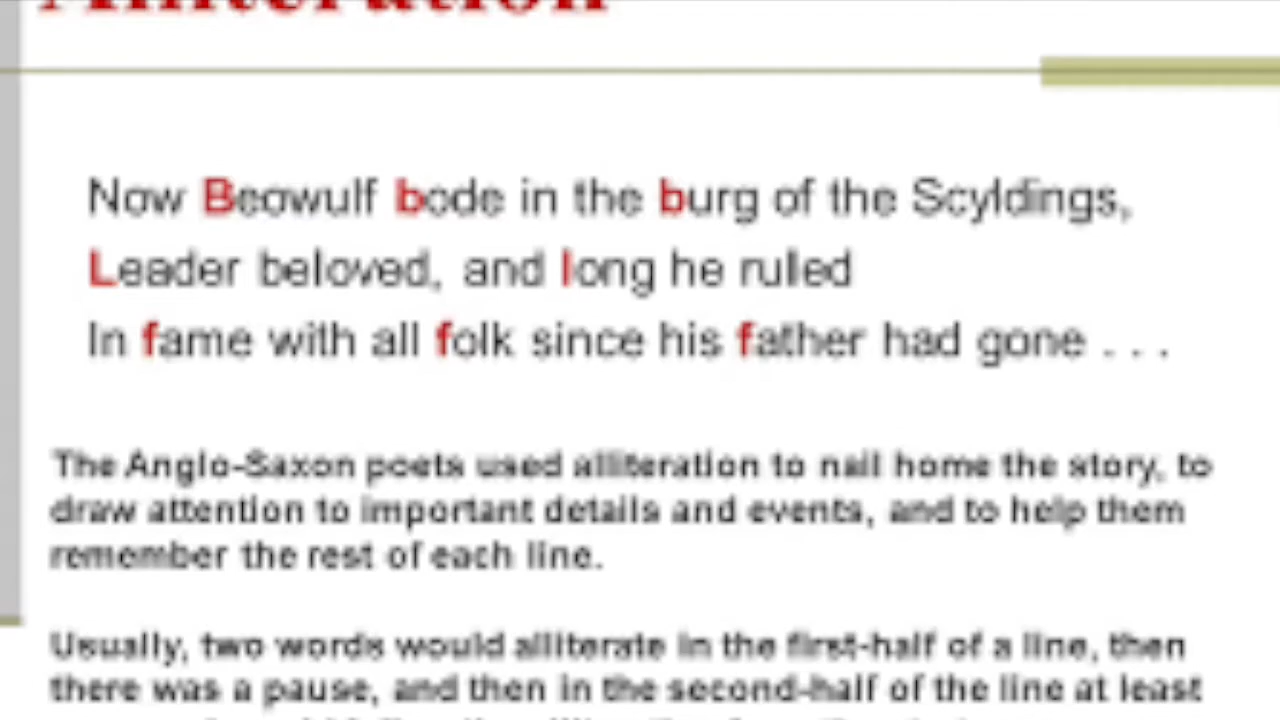 Alliteration
Now Beowulf bode in the burg of the Scyldings,
Leader beloved, and long he ruled
In fame with all folk since his father had gone . . .
The Anglo-Saxon poets used alliteration to nail home the story, to
draw attention to important details and events, and to help them
remember the rest of each line.
Usually, two words would alliterate in the first-half of a line, then
there was a pause, and then in the second-half of the line at least